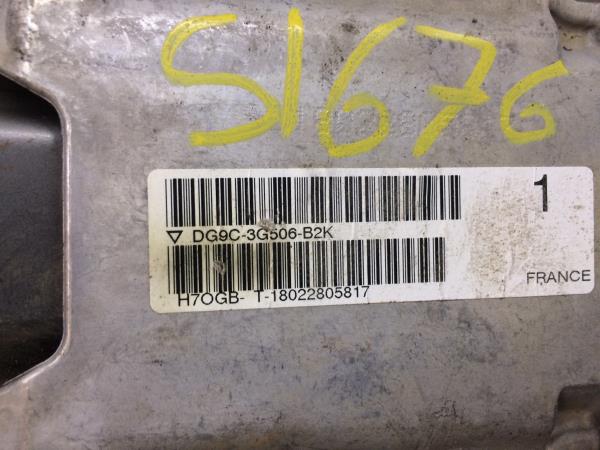 S1676
1
▽ DG9C-3G506-B2K
H7OGB- T-18022805817
FRANCE